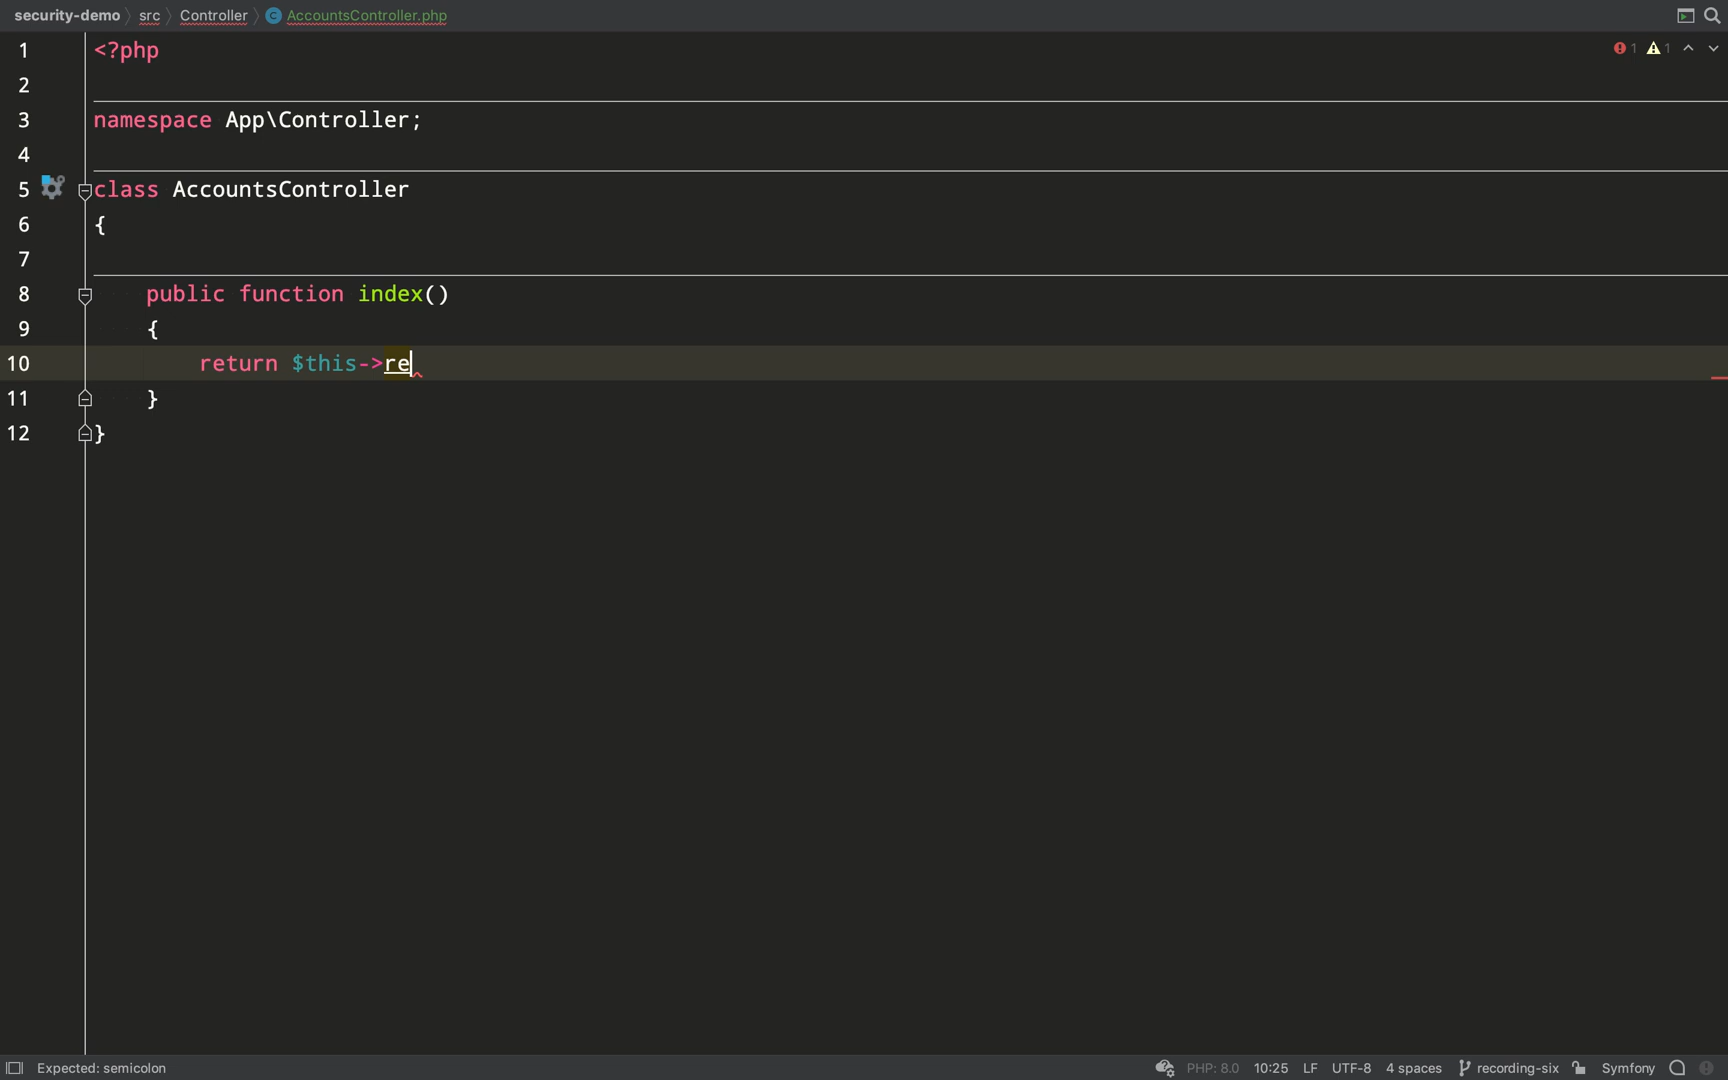 security-demo src Controller AccountsController.php
1 <?php 1 1
2
3 namespace App\Controller;
4
5 class AccountsController
6 {
7
8 public function index()
9 {
10 return $this->re
11 }
12 }
Expected: semicolon PHP: 8.0 10:25 LF UTF-8 4 spaces recording-six Symfony